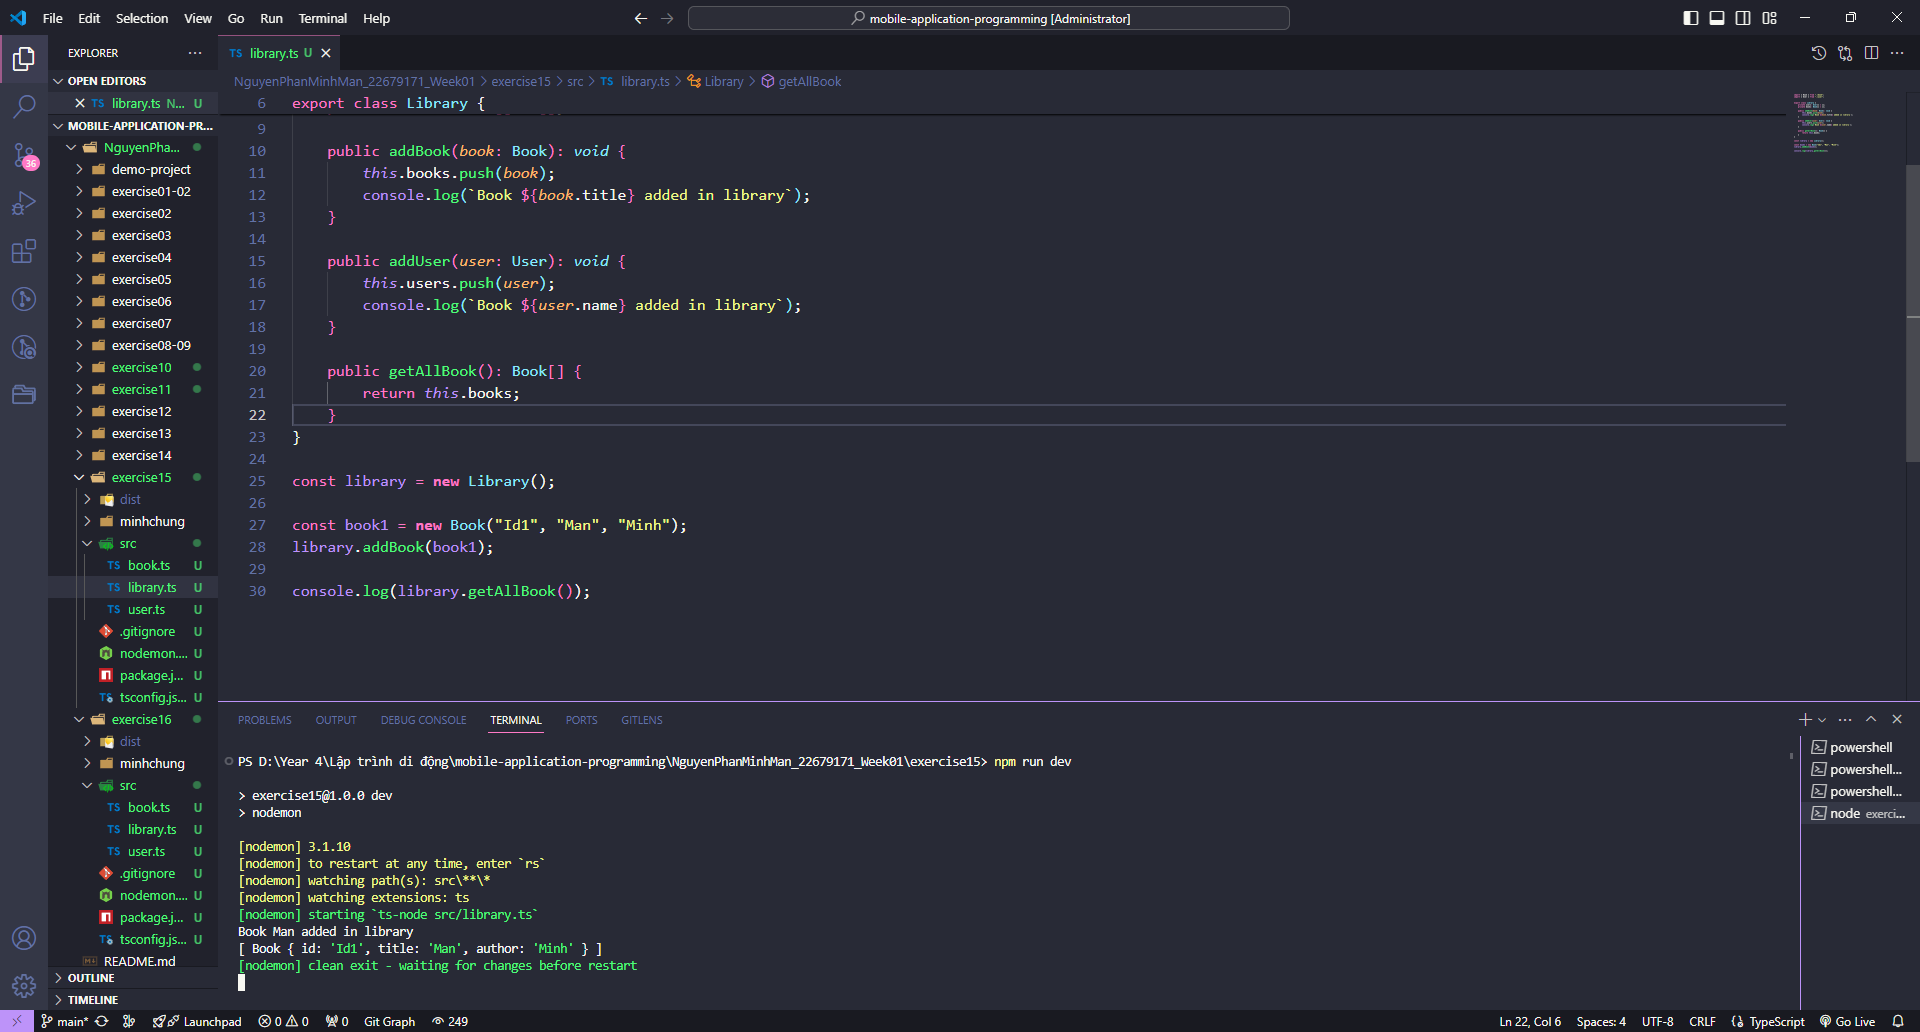 File Edit Selection View Go Run Terminal Help
mobile-application-programming [Administrator]
EXPLORER
OPEN EDITORS
TS library.ts N... U
MOBILE-APPLICATION-PR...
NguyenPha...
demo-project
exercise01-02
exercise02
exercise03
exercise04
exercise05
exercise06
exercise07
exercise08-09
exercise10
exercise11
exercise12
exercise13
exercise14
exercise15
dist
minhchung
src
TS book.ts U
TS library.ts U
TS user.ts U
.gitignore U
nodemon.... U
package.j... U
tsconfig.js... U
exercise16
dist
minhchung
src
TS book.ts U
TS library.ts U
TS user.ts U
.gitignore U
nodemon.... U
package.j... U
tsconfig.js... U
README.md
OUTLINE
TIMELINE
36
TS library.ts U
NguyenPhanMinhMan_22679171_Week01 > exercise15 > src > TS library.ts > Library > getAllBook
6 export class Library {
9
10 public addBook(book: Book): void {
11 this.books.push(book);
12 console.log(`Book ${book.title} added in library`);
13 }
14
15 public addUser(user: User): void {
16 this.users.push(user);
17 console.log(`Book ${user.name} added in library`);
18 }
19
20 public getAllBook(): Book[] {
21 return this.books;
22 }
23 }
24
25 const library = new Library();
26
27 const book1 = new Book("Id1", "Man", "Minh");
28 library.addBook(book1);
29
30 console.log(library.getAllBook());
PROBLEMS OUTPUT DEBUG CONSOLE TERMINAL PORTS GITLENS
PS D:\Year 4\Lập trình di động\mobile-application-programming\NguyenPhanMinhMan_22679171_Week01\exercise15> npm run dev
> exercise15@1.0.0 dev
> nodemon
[nodemon] 3.1.10
[nodemon] to restart at any time, enter `rs`
[nodemon] watching path(s): src\**\*
[nodemon] watching extensions: ts
[nodemon] starting `ts-node src/library.ts`
Book Man added in library
[ Book { id: 'Id1', title: 'Man', author: 'Minh' } ]
[nodemon] clean exit - waiting for changes before restart
powershell
powershell...
powershell...
node exerci...
main* Launchpad 0 0 0 Git Graph 249
Ln 22, Col 6 Spaces: 4 UTF-8 CRLF {} TypeScript Go Live